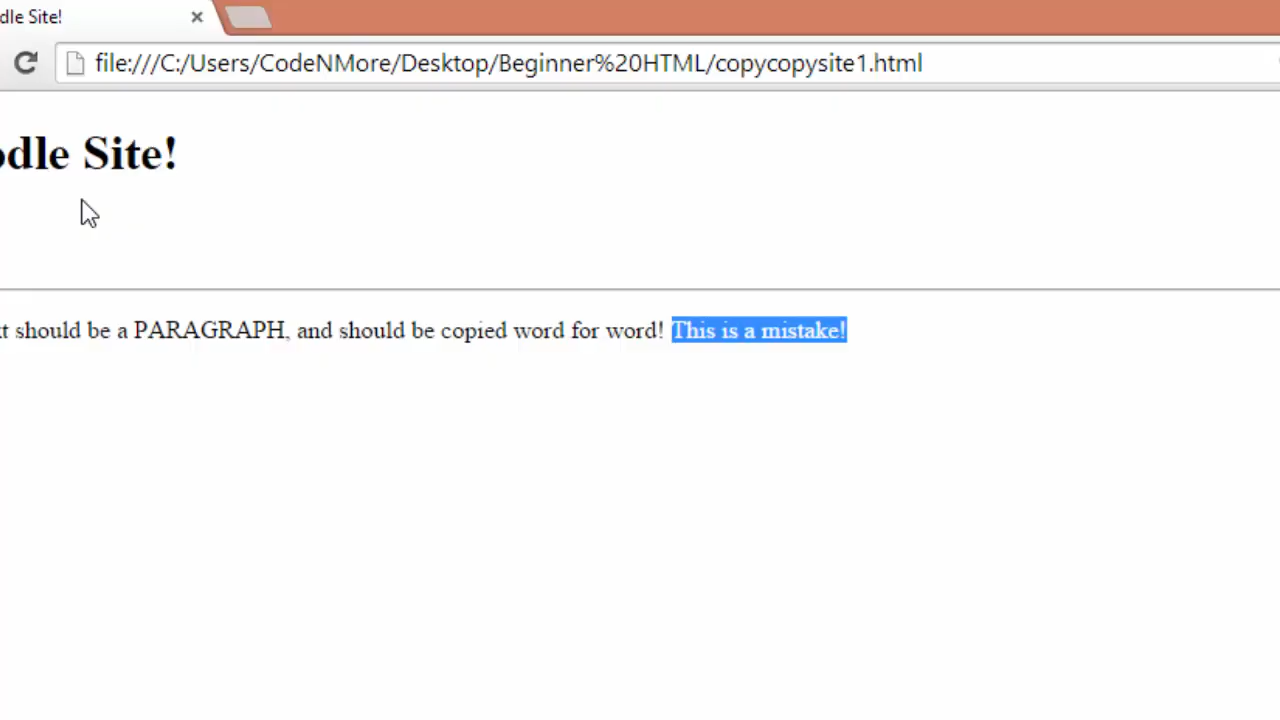 dle Site!
file:///C:/Users/CodeNMore/Desktop/Beginner%20HTML/copycopysite1.html
odle Site!
t should be a PARAGRAPH, and should be copied word for word! This is a mistake!